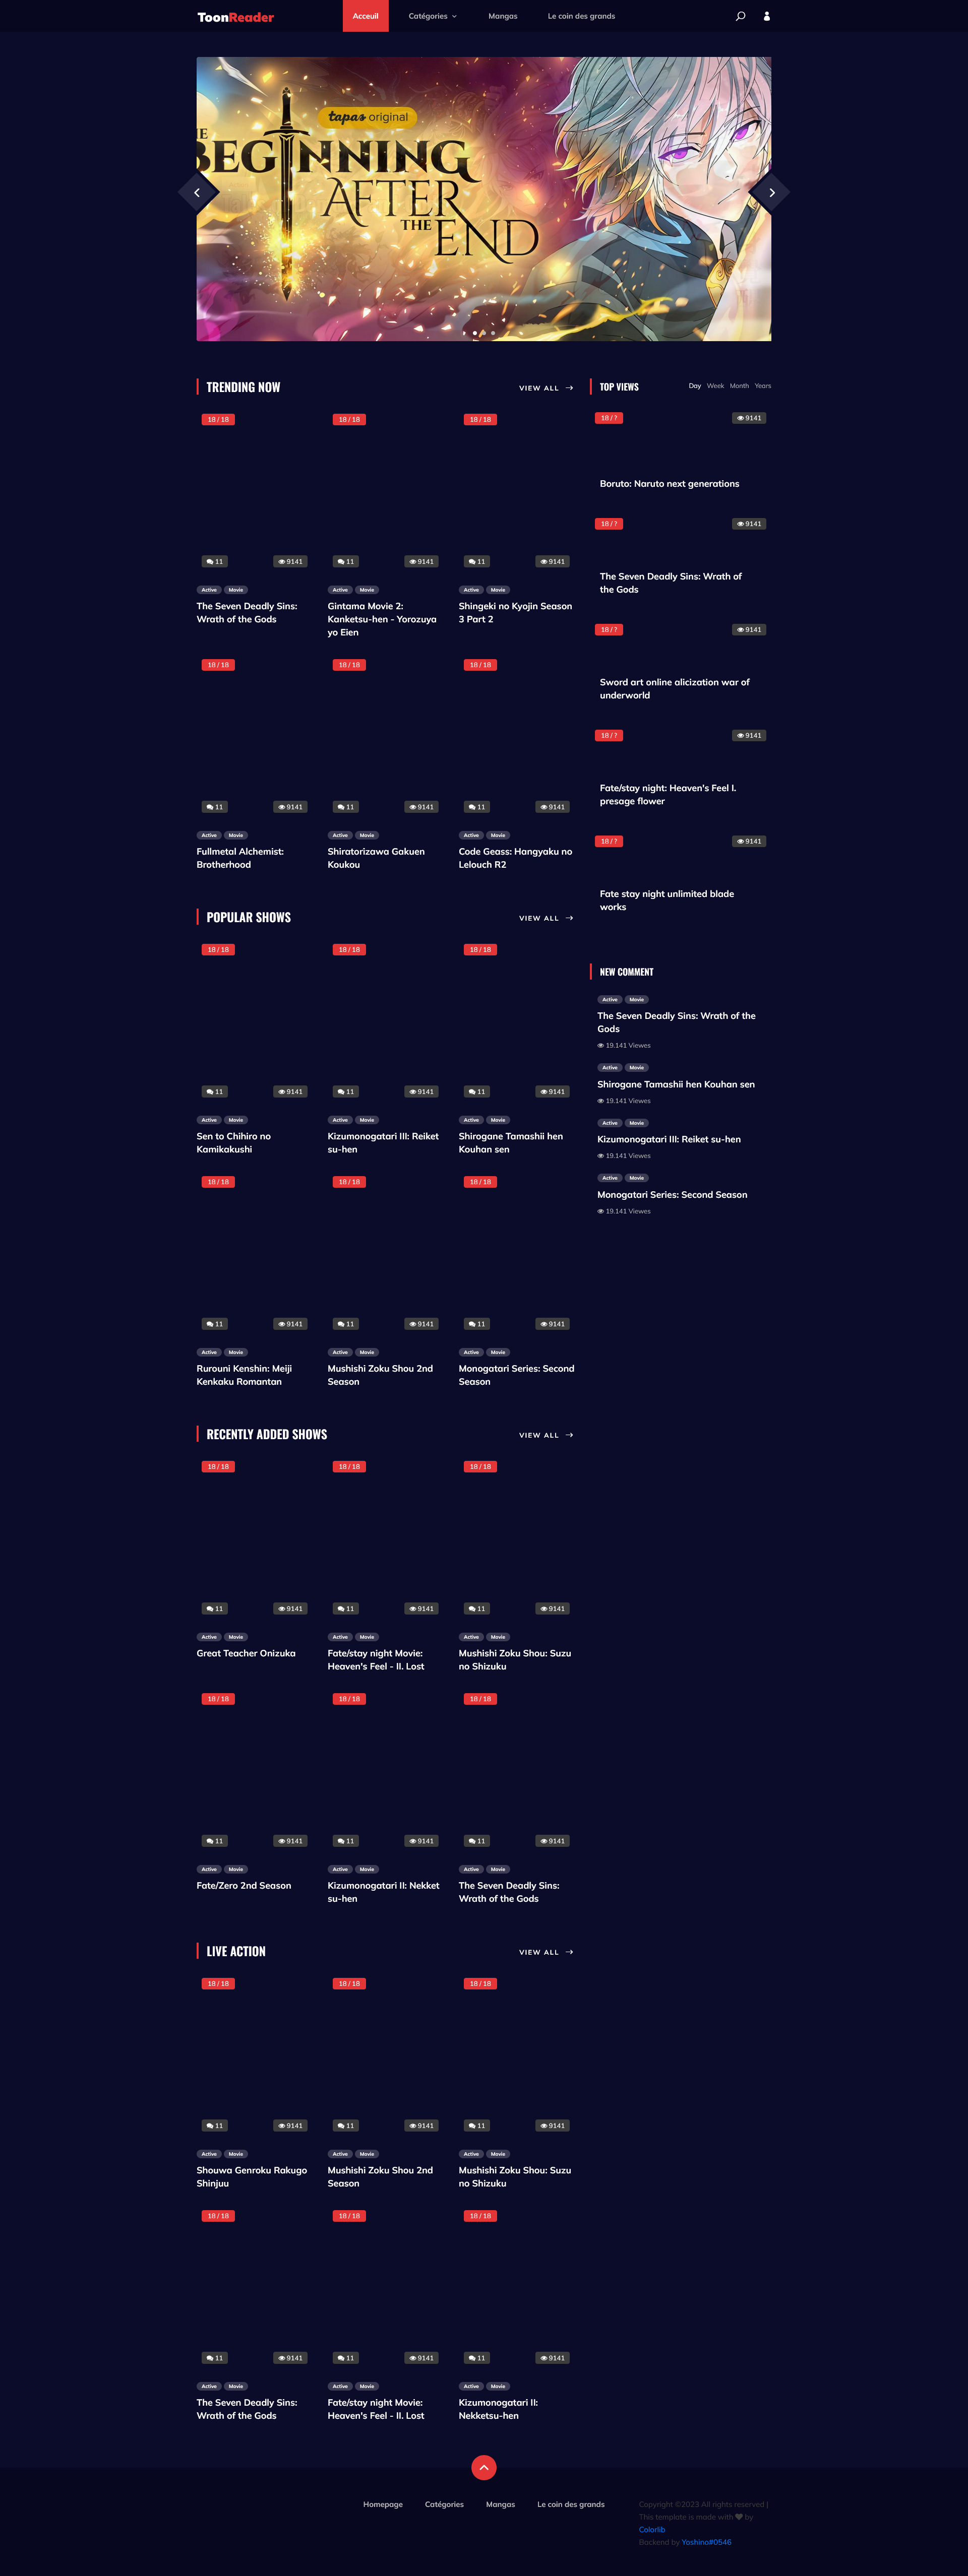 ToonReader
Acceuil
Catégories
Mangas
Le coin des grands
tapas original
THE
BEGINNING
AFTER
THE
END
TRENDING NOW
VIEW ALL
18 / 18
18 / 18
18 / 18
11
9141
11
9141
11
9141
Active Movie
Active Movie
Active Movie
The Seven Deadly Sins:
Wrath of the Gods
Gintama Movie 2:
Kanketsu-hen - Yorozuya
yo Eien
Shingeki no Kyojin Season
3 Part 2
18 / 18
18 / 18
18 / 18
11
9141
11
9141
11
9141
Active Movie
Active Movie
Active Movie
Fullmetal Alchemist:
Brotherhood
Shiratorizawa Gakuen
Koukou
Code Geass: Hangyaku no
Lelouch R2
POPULAR SHOWS
VIEW ALL
18 / 18
18 / 18
18 / 18
11
9141
11
9141
11
9141
Active Movie
Active Movie
Active Movie
Sen to Chihiro no
Kamikakushi
Kizumonogatari III: Reiket
su-hen
Shirogane Tamashii hen
Kouhan sen
18 / 18
18 / 18
18 / 18
11
9141
11
9141
11
9141
Active Movie
Active Movie
Active Movie
Rurouni Kenshin: Meiji
Kenkaku Romantan
Mushishi Zoku Shou 2nd
Season
Monogatari Series: Second
Season
RECENTLY ADDED SHOWS
VIEW ALL
18 / 18
18 / 18
18 / 18
11
9141
11
9141
11
9141
Active Movie
Active Movie
Active Movie
Great Teacher Onizuka
Fate/stay night Movie:
Heaven's Feel - II. Lost
Mushishi Zoku Shou: Suzu
no Shizuku
18 / 18
18 / 18
18 / 18
11
9141
11
9141
11
9141
Active Movie
Active Movie
Active Movie
Fate/Zero 2nd Season
Kizumonogatari II: Nekket
su-hen
The Seven Deadly Sins:
Wrath of the Gods
LIVE ACTION
VIEW ALL
18 / 18
18 / 18
18 / 18
11
9141
11
9141
11
9141
Active Movie
Active Movie
Active Movie
Shouwa Genroku Rakugo
Shinjuu
Mushishi Zoku Shou 2nd
Season
Mushishi Zoku Shou: Suzu
no Shizuku
18 / 18
18 / 18
18 / 18
11
9141
11
9141
11
9141
Active Movie
Active Movie
Active Movie
The Seven Deadly Sins:
Wrath of the Gods
Fate/stay night Movie:
Heaven's Feel - II. Lost
Kizumonogatari II:
Nekketsu-hen
TOP VIEWS
Day Week Month Years
18 / ?
9141
Boruto: Naruto next generations
18 / ?
9141
The Seven Deadly Sins: Wrath of
the Gods
18 / ?
9141
Sword art online alicization war of
underworld
18 / ?
9141
Fate/stay night: Heaven's Feel I.
presage flower
18 / ?
9141
Fate stay night unlimited blade
works
NEW COMMENT
Active Movie
The Seven Deadly Sins: Wrath of the
Gods
19.141 Viewes
Active Movie
Shirogane Tamashii hen Kouhan sen
19.141 Viewes
Active Movie
Kizumonogatari III: Reiket su-hen
19.141 Viewes
Active Movie
Monogatari Series: Second Season
19.141 Viewes
Homepage
Catégories
Mangas
Le coin des grands
Copyright ©2023 All rights reserved |
This template is made with by
Colorlib
Backend by Yoshino#0546